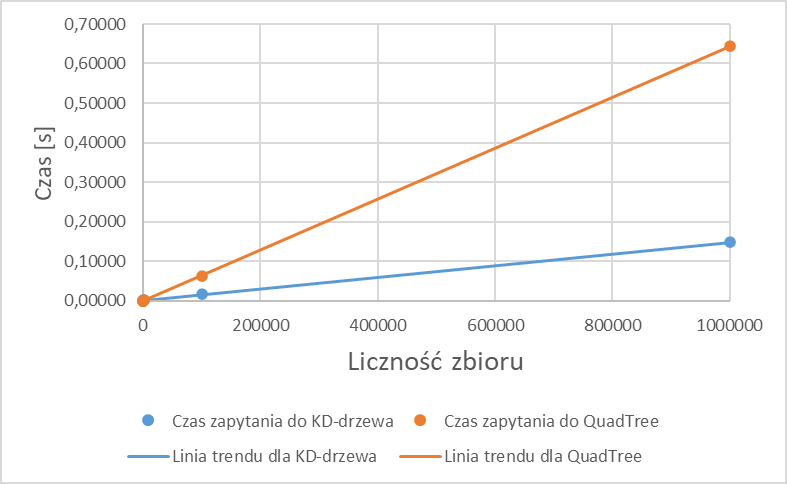 0,70000
0,60000
0,50000
0,40000
0,30000
0,20000
0,10000
0,00000
Czas [s]
0 200000 400000 600000 800000 1000000
Liczność zbioru
Czas zapytania do KD-drzewa Czas zapytania do QuadTree
Linia trendu dla KD-drzewa Linia trendu dla QuadTree